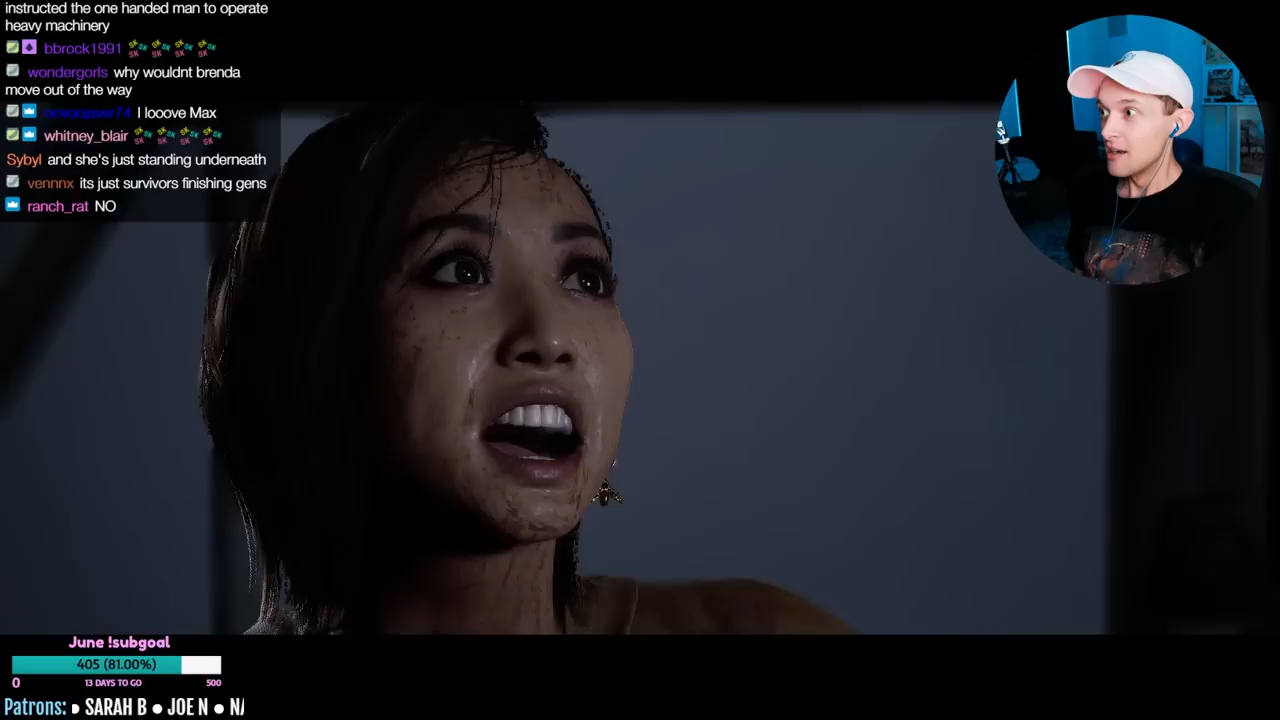 instructed the one handed man to operate
heavy machinery
bbrock1991
wondergorls why wouldnt brenda
move out of the way
I looove Max
whitney_blair
Sybyl and she's just standing underneath
vennnx its just survivors finishing gens
ranch_rat NO
June !subgoal
405 (81.00%)
0 13 DAYS TO GO 500
Patrons: • SARAH B • JOE N • NA